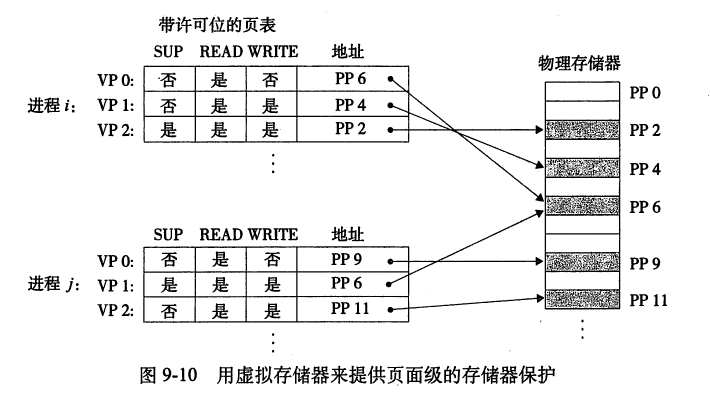 带许可位的页表
SUP READ WRITE 地址
VP 0: 否 是 否 PP 6
进程 i: VP 1: 否 是 是 PP 4
VP 2: 是 是 是 PP 2
⋮
物理存储器
PP 0
PP 2
PP 4
PP 6
PP 9
PP 11
⋮
SUP READ WRITE 地址
VP 0: 否 是 否 PP 9
进程 j: VP 1: 是 是 是 PP 6
VP 2: 否 是 是 PP 11
⋮
图 9-10 用虚拟存储器来提供页面级的存储器保护